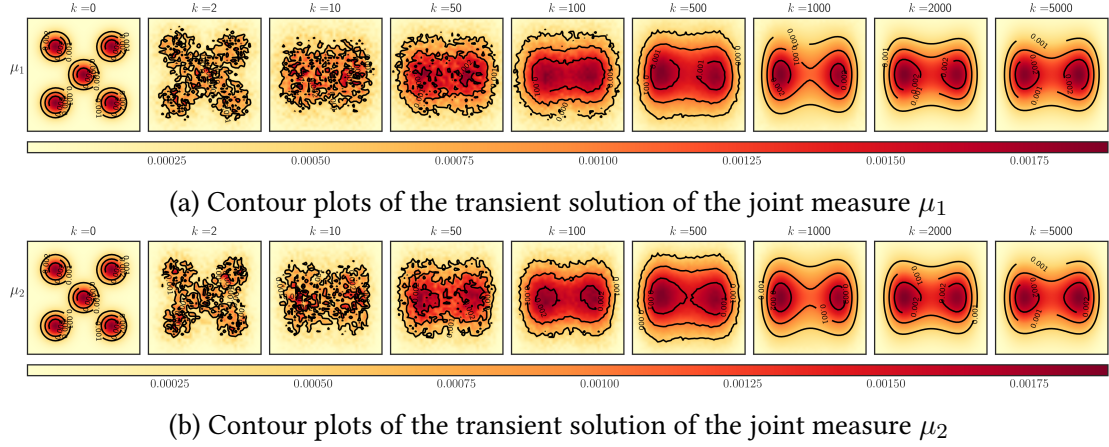 k =0 k =2 k =10 k =50 k =100 k =500 k =1000 k =2000 k =5000
μ₁
0.00025 0.00050 0.00075 0.00100 0.00125 0.00150 0.00175
(a) Contour plots of the transient solution of the joint measure μ₁
k =0 k =2 k =10 k =50 k =100 k =500 k =1000 k =2000 k =5000
μ₂
0.00025 0.00050 0.00075 0.00100 0.00125 0.00150 0.00175
(b) Contour plots of the transient solution of the joint measure μ₂